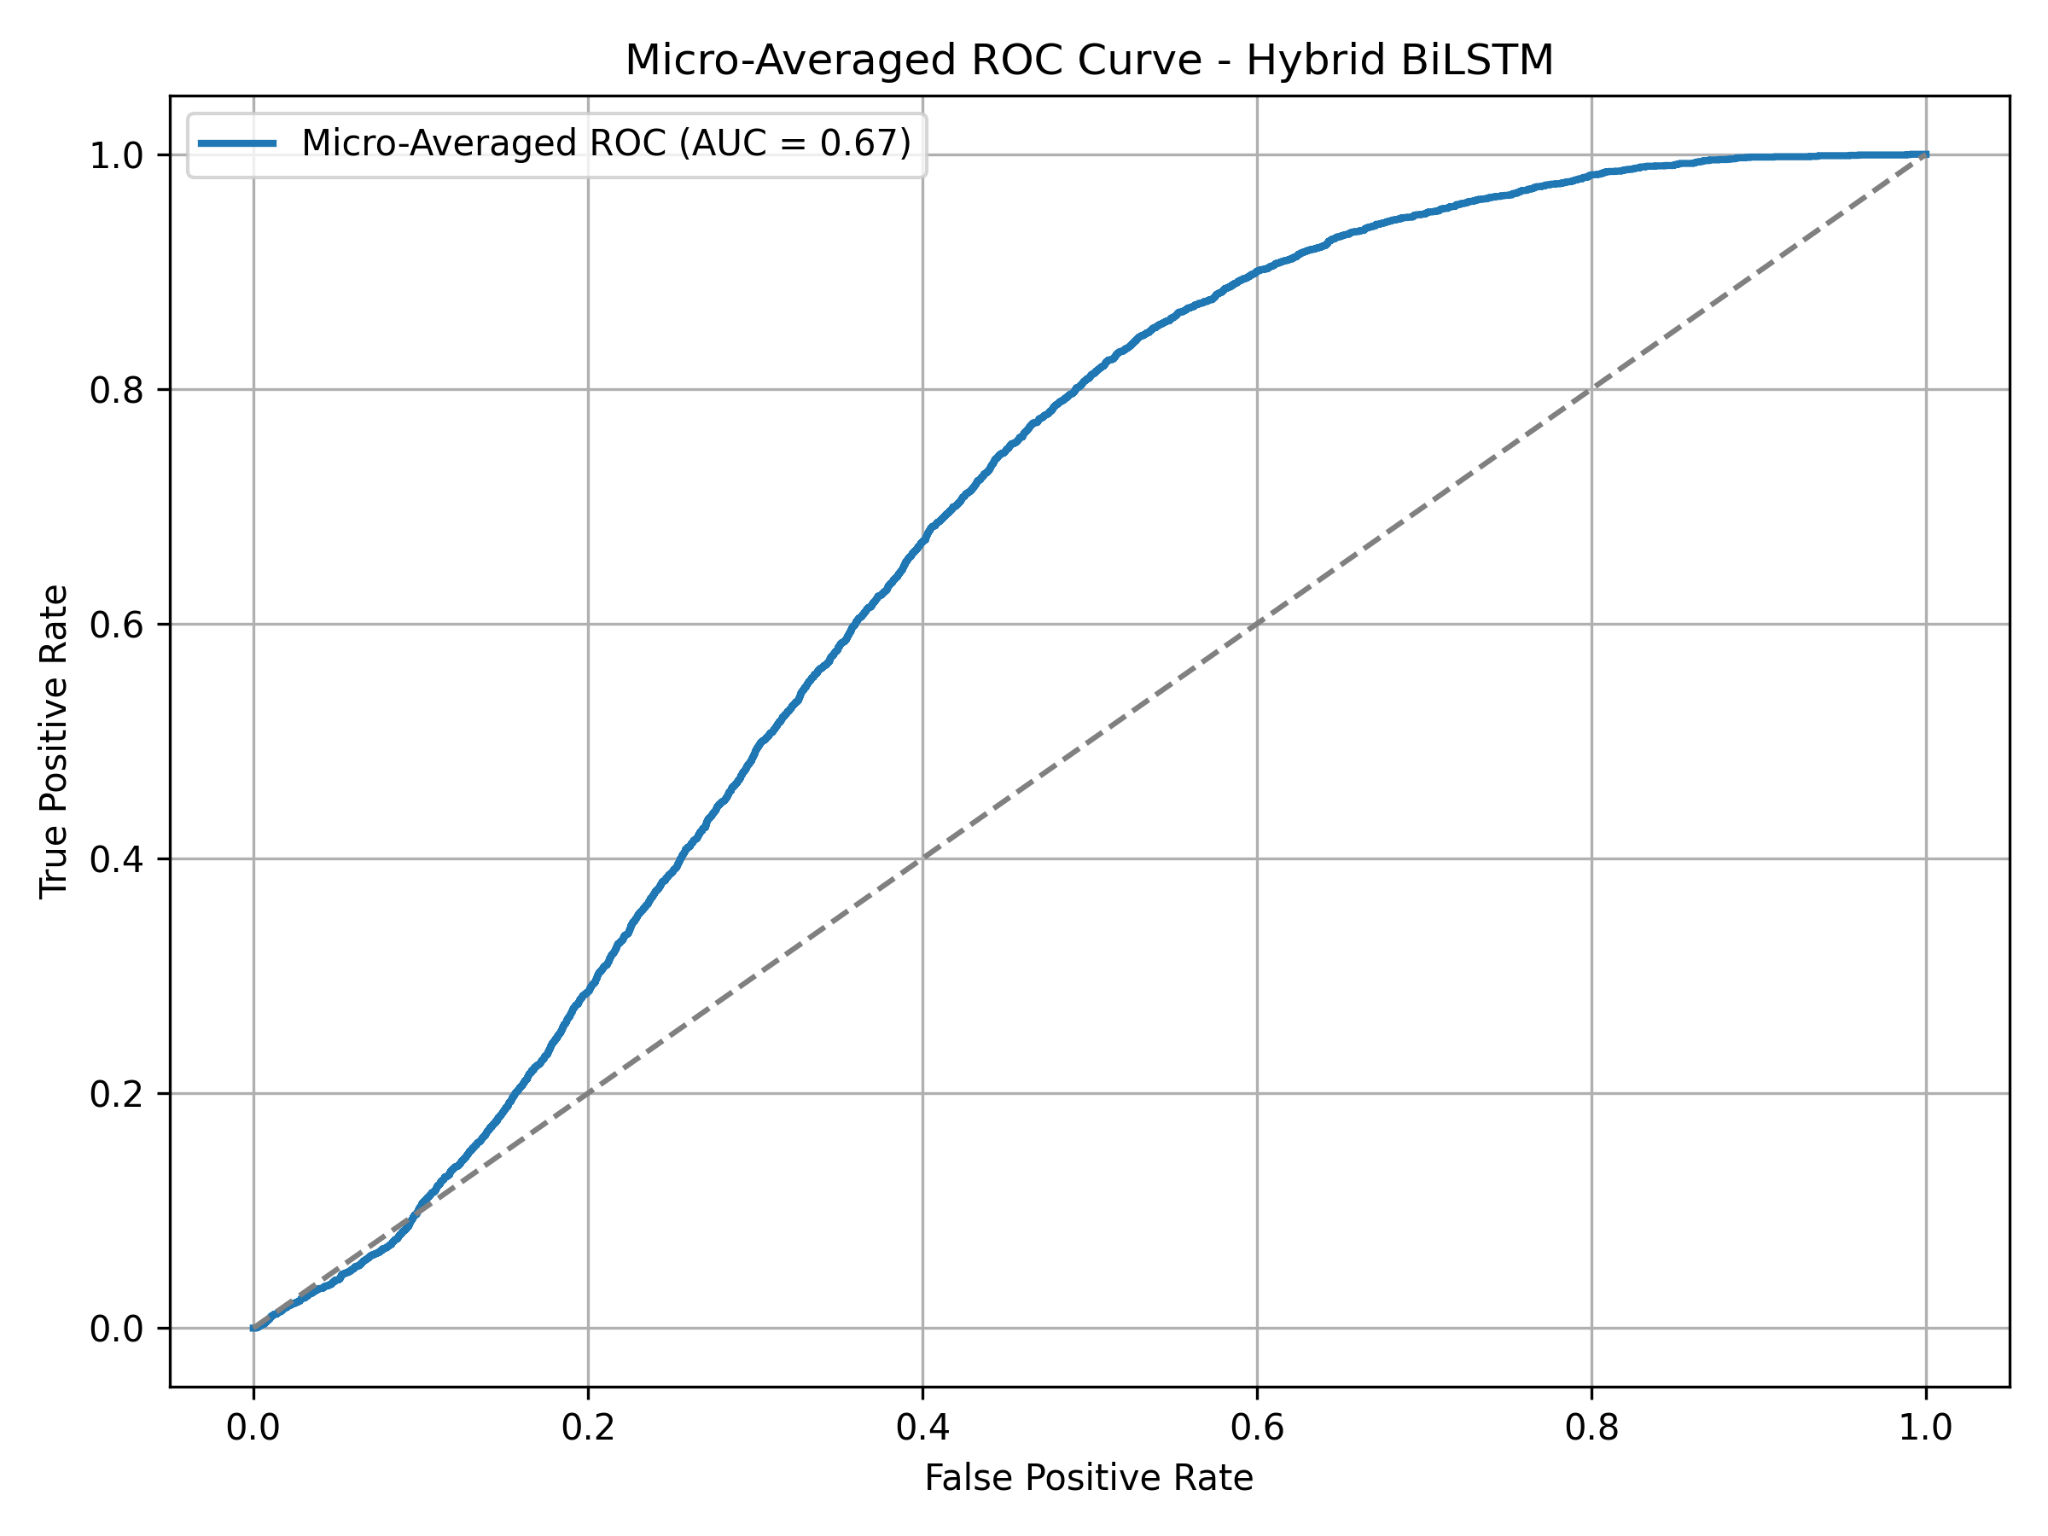 Micro-Averaged ROC Curve - Hybrid BiLSTM
Micro-Averaged ROC (AUC = 0.67)
1.0
0.8
0.6
0.4
0.2
0.0
True Positive Rate
0.0 0.2 0.4 0.6 0.8 1.0
False Positive Rate